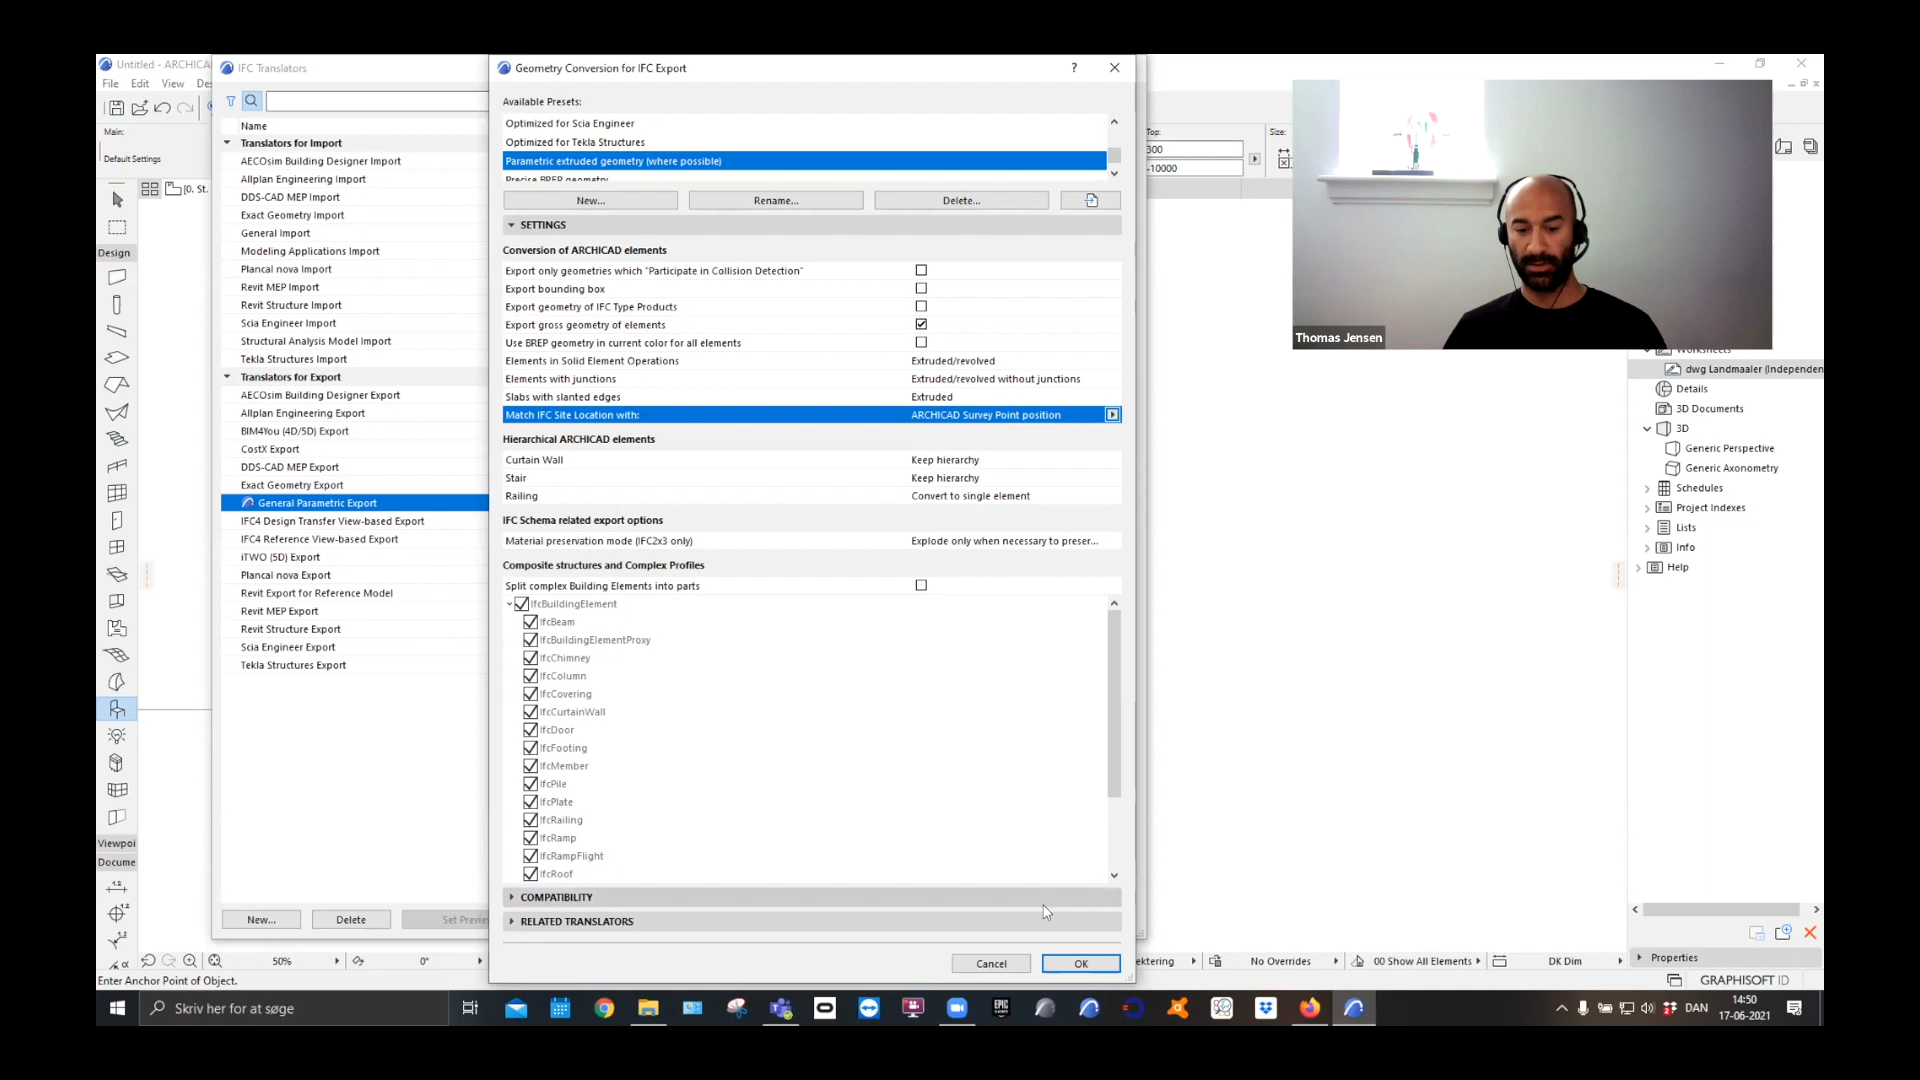 Untitled - ARCHICA
File Edit View Des
Main:
Default Settings
[0. St.
Design
Viewpoi
Docume
IFC Translators
Name
Translators for Import
AECOsim Building Designer Import
Allplan Engineering Import
DDS-CAD MEP Import
Exact Geometry Import
General Import
Modeling Applications Import
Plancal nova Import
Revit MEP Import
Revit Structure Import
Scia Engineer Import
Structural Analysis Model Import
Tekla Structures Import
Translators for Export
AECOsim Building Designer Export
Allplan Engineering Export
BIM4You (4D/5D) Export
CostX Export
DDS-CAD MEP Export
Exact Geometry Export
General Parametric Export
IFC4 Design Transfer View-based Export
IFC4 Reference View-based Export
iTWO (5D) Export
Plancal nova Export
Revit Export for Reference Model
Revit MEP Export
Revit Structure Export
Scia Engineer Export
Tekla Structures Export
New... Delete Set Previe
Geometry Conversion for IFC Export
?
Available Presets:
Optimized for Scia Engineer
Optimized for Tekla Structures
Parametric extruded geometry (where possible)
Precise BREP geometry
New... Rename... Delete...
SETTINGS
Conversion of ARCHICAD elements
Export only geometries which "Participate in Collision Detection"
Export bounding box
Export geometry of IFC Type Products
Export gross geometry of elements
Use BREP geometry in current color for all elements
Elements in Solid Element Operations Extruded/revolved
Elements with junctions Extruded/revolved without junctions
Slabs with slanted edges Extruded
Match IFC Site Location with: ARCHICAD Survey Point position
Hierarchical ARCHICAD elements
Curtain Wall Keep hierarchy
Stair Keep hierarchy
Railing Convert to single element
IFC Schema related export options
Material preservation mode (IFC2x3 only) Explode only when necessary to preser...
Composite structures and Complex Profiles
Split complex Building Elements into parts
IfcBuildingElement
IfcBeam
IfcBuildingElementProxy
IfcChimney
IfcColumn
IfcCovering
IfcCurtainWall
IfcDoor
IfcFooting
IfcMember
IfcPile
IfcPlate
IfcRailing
IfcRamp
IfcRampFlight
IfcRoof
COMPATIBILITY
RELATED TRANSLATORS
Cancel OK
Top: Size:
300
-10000
Thomas Jensen
Worksheets
dwg Landmaaler (Independen
Details
3D Documents
3D
Generic Perspective
Generic Axonometry
Schedules
Project Indexes
Lists
Info
Help
Properties
50% 0° ektering No Overrides 00 Show All Elements DK Dim
Enter Anchor Point of Object.
GRAPHISOFT ID
Skriv her for at søge
EPIC GAMES
DAN
14:50
17-06-2021